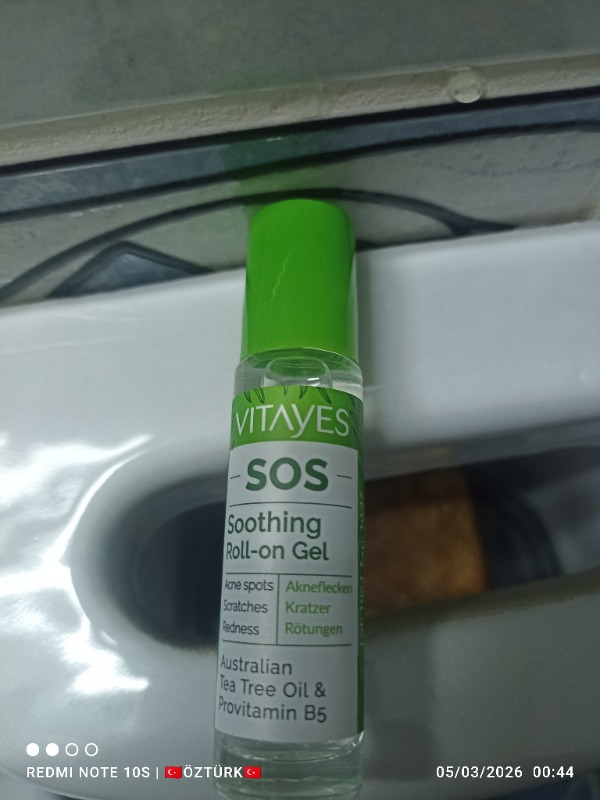 VITAYES
SOS
Soothing
Roll-on Gel
Acne spots
Scratches
Redness
Akneflecken
Kratzer
Rötungen
Australian
Tea Tree Oil &
Provitamin B5
REDMI NOTE 10S | 🇹🇷ÖZTÜRK🇹🇷
05/03/2026 00:44